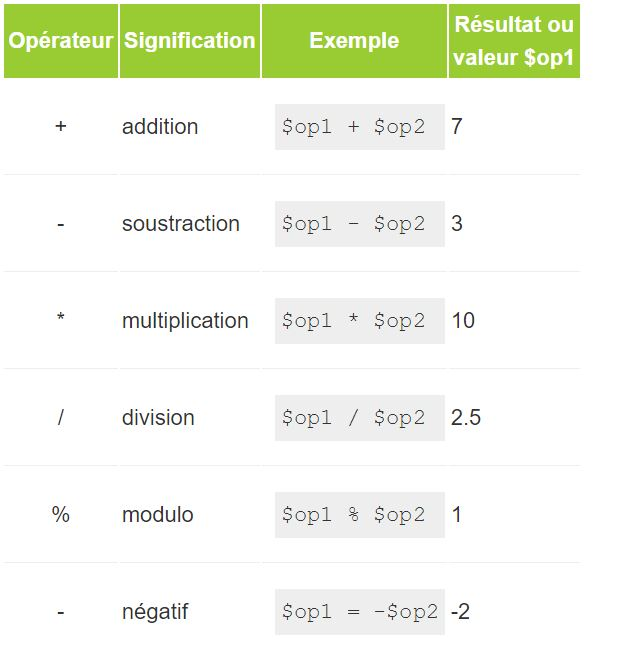 Opérateur Signification Exemple Résultat ou valeur $op1
+ addition $op1 + $op2 7
- soustraction $op1 - $op2 3
* multiplication $op1 * $op2 10
/ division $op1 / $op2 2.5
% modulo $op1 % $op2 1
- négatif $op1 = -$op2 -2